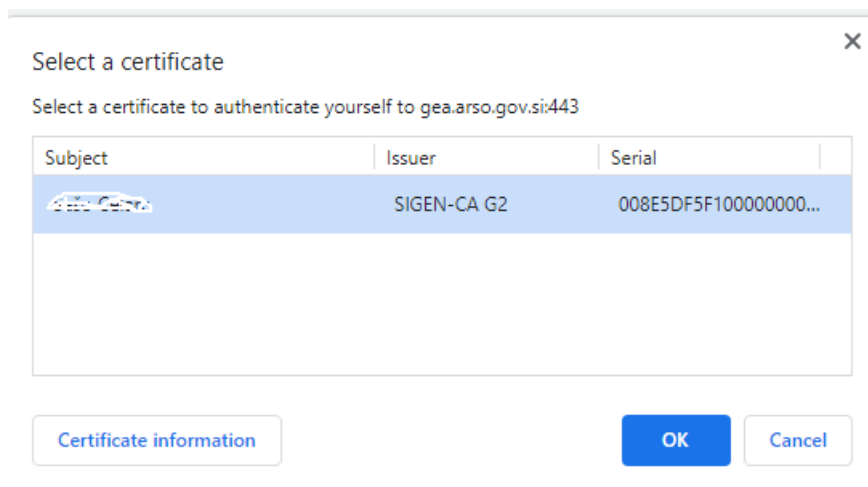 Select a certificate
Select a certificate to authenticate yourself to gea.arso.gov.si:443
Subject Issuer Serial
SIGEN-CA G2 008E5DF5F100000000...
Certificate information OK Cancel